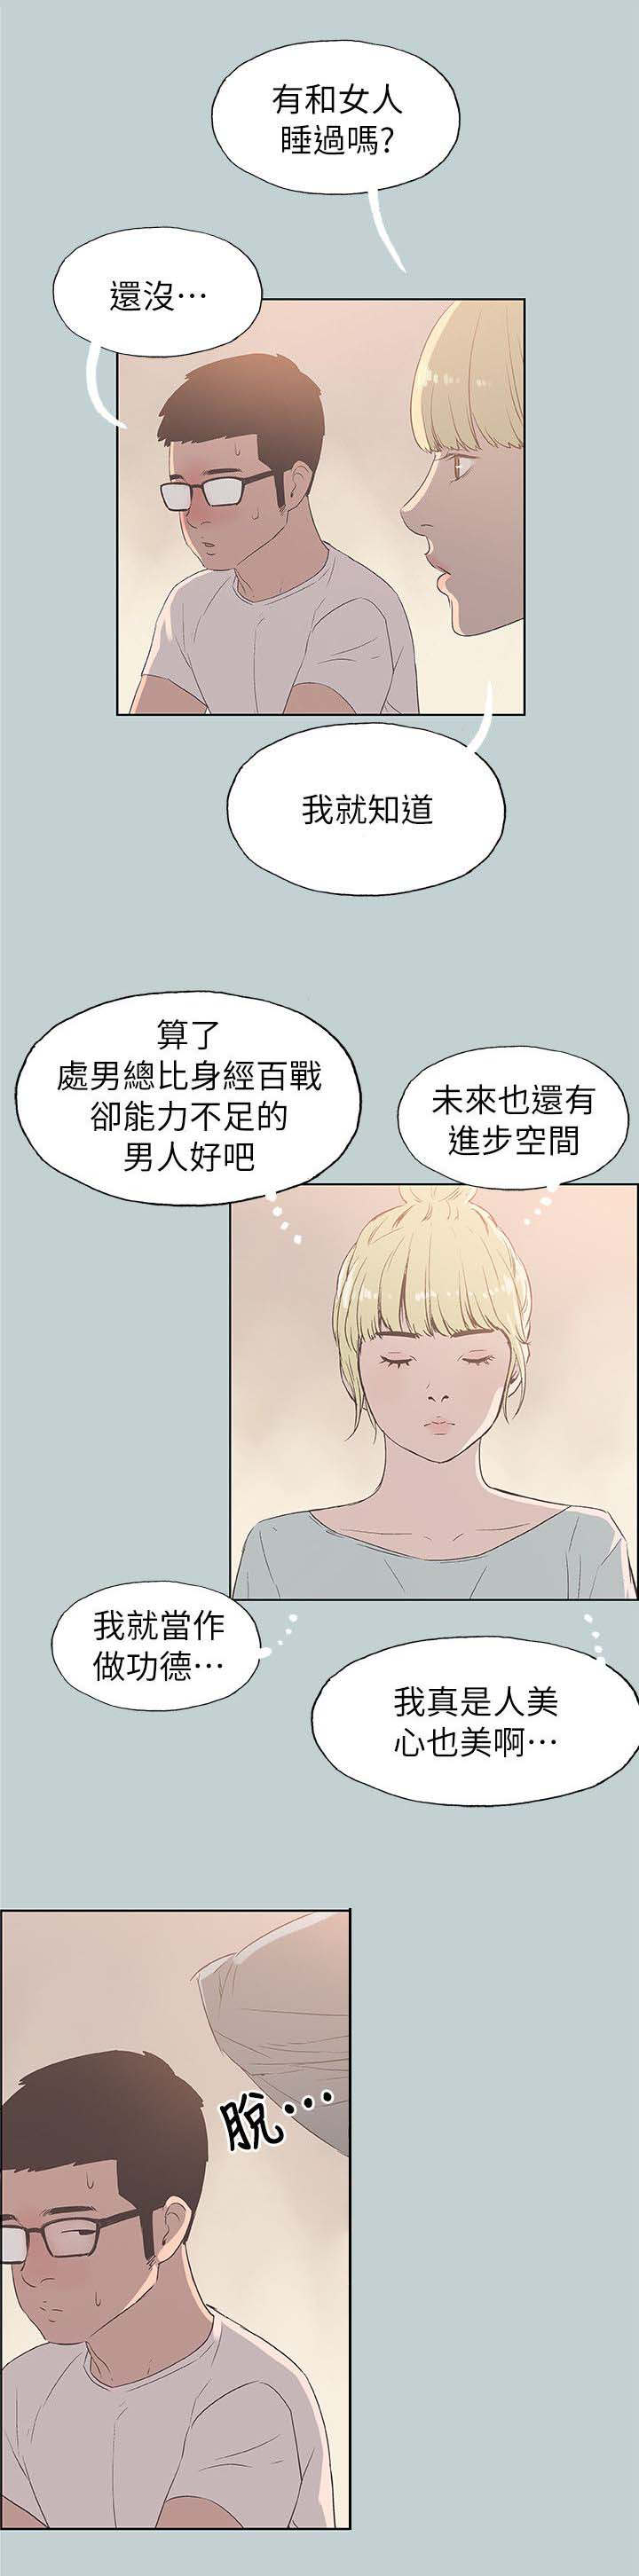 有和女人
睡過嗎?
還沒…
我就知道
算了
處男總比身經百戰
卻能力不足的
男人好吧
未來也還有
進步空間
我就當作
做功德…
我真是人美
心也美啊…
脫…